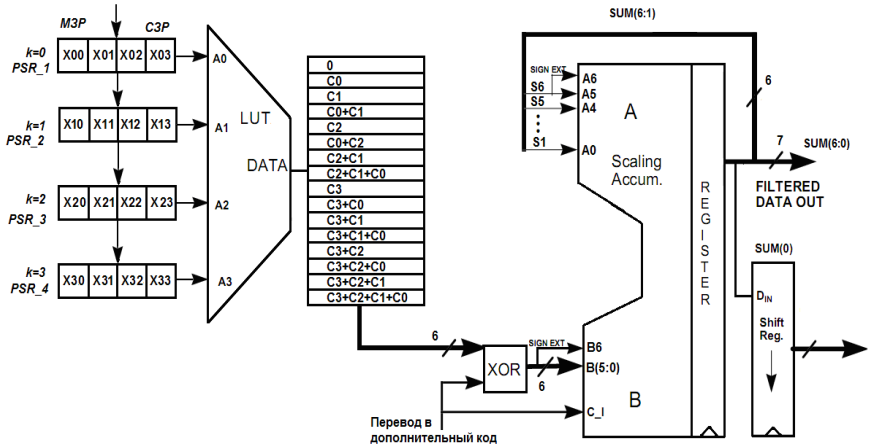 SUM(6:1)
МЗР СЗР
k=0
PSR_1
X00 X01 X02 X03
A0
k=1
PSR_2
X10 X11 X12 X13
A1
k=2
PSR_3
X20 X21 X22 X23
A2
k=3
PSR_4
X30 X31 X32 X33
A3
LUT
DATA
0
C0
C1
C0+C1
C2
C0+C2
C2+C1
C2+C1+C0
C3
C3+C0
C3+C1
C3+C1+C0
C3+C2
C3+C2+C0
C3+C2+C1
C3+C2+C1+C0
6
XOR
SIGN EXT
6
Перевод в
дополнительный код
SIGN EXT
S6
S5
S1
A6
A5
A4
A0
A
Scaling
Accum.
B6
B(5:0)
B
C_I
REGISTER
6
7
SUM(6:0)
FILTERED
DATA OUT
SUM(0)
DIN
Shift
Reg.